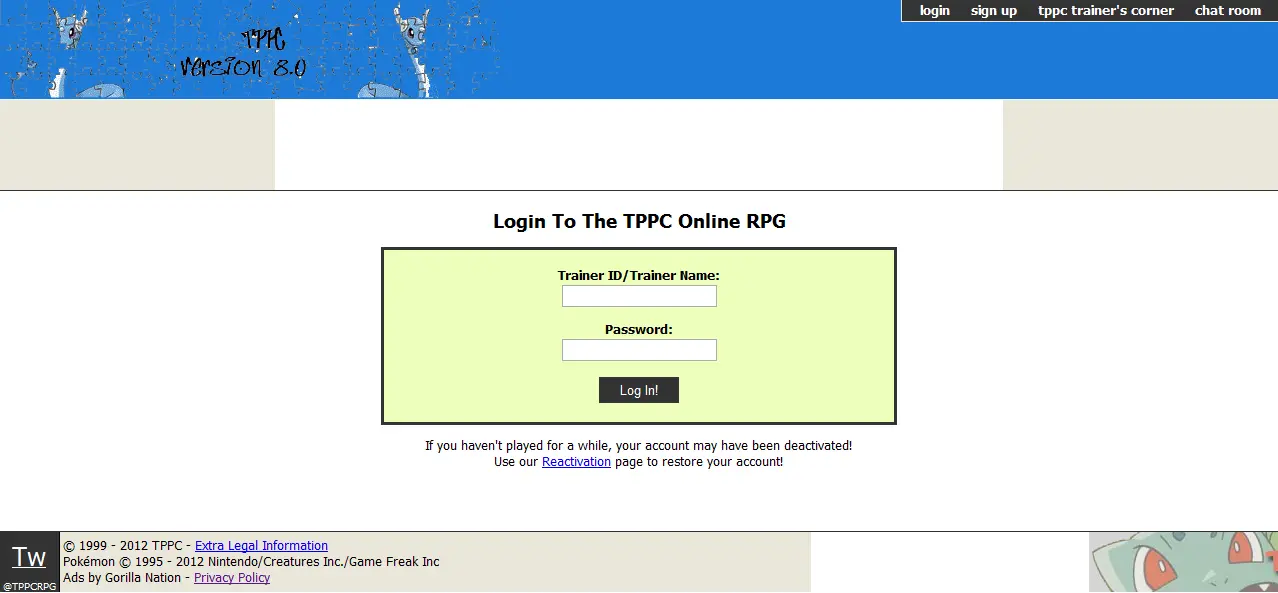 login sign up tppc trainer's corner chat room
TPPC
Version 8.0
Login To The TPPC Online RPG
Trainer ID/Trainer Name:
Password:
Log In!
If you haven't played for a while, your account may have been deactivated!
Use our Reactivation page to restore your account!
Tw
@TPPCRPG
© 1999 - 2012 TPPC - Extra Legal Information
Pokémon © 1995 - 2012 Nintendo/Creatures Inc./Game Freak Inc
Ads by Gorilla Nation - Privacy Policy